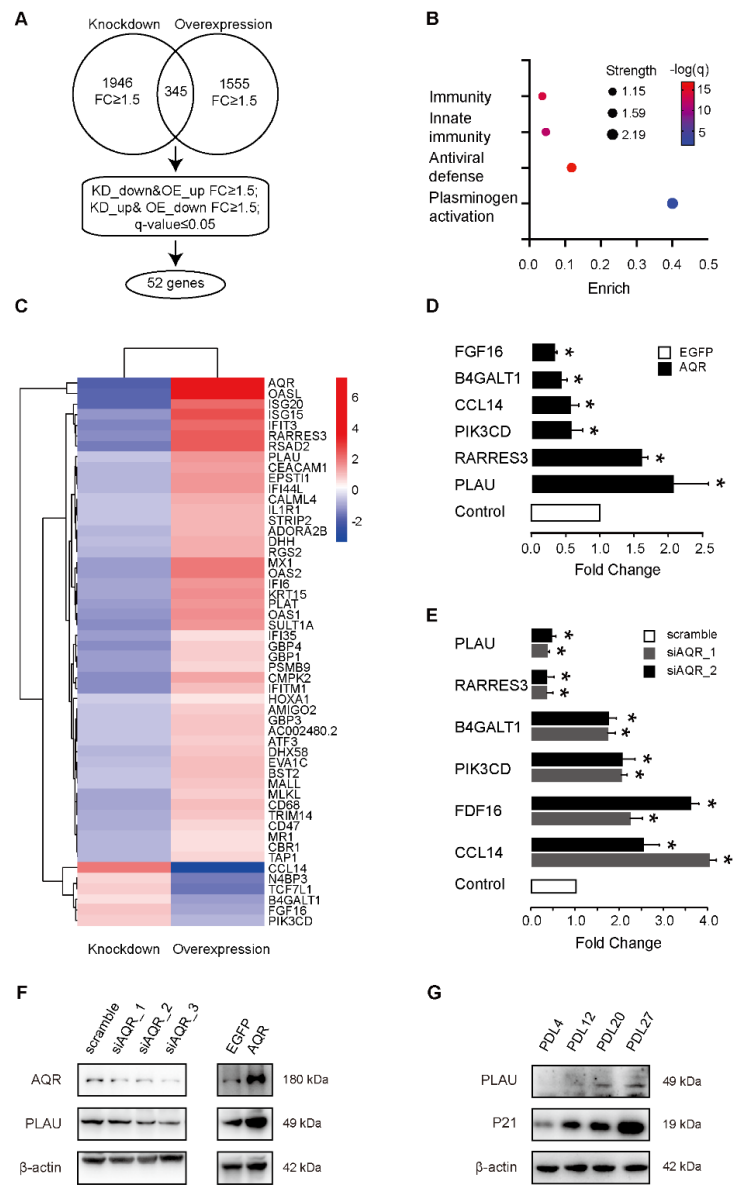 A
Knockdown
Overexpression
1946
FC≥1.5
345
1555
FC≥1.5
KD_down&OE_up FC≥1.5;
KD_up& OE_down FC≥1.5;
q-value≤0.05
52 genes
B
Strength
1.15
1.59
2.19
-log(q)
15
10
5
Immunity
Innate
immunity
Antiviral
defense
Plasminogen
activation
0.0 0.1 0.2 0.3 0.4 0.5
Enrich
C
AQR
OASL
ISG20
ISG15
IFIT3
RARRES3
RSAD2
PLAU
CEACAM1
EPSTI1
IFI44L
CALML4
IL1R1
STRIP2
ADORA2B
DHH
RGS2
MX1
OAS2
IFI6
KRT15
PLAT
OAS1
SULT1A
IFI35
GBP4
GBP1
PSMB9
CMPK2
IFITM1
HOXA1
AMIGO2
GBP3
AC002480.2
ATF3
DHX58
EVA1C
BST2
MALL
MLKL
CD68
TRIM14
CD47
MR1
CBR1
TAP1
CCL14
N4BP3
TCF7L1
B4GALT1
FGF16
PIK3CD
6
4
2
0
-2
Knockdown Overexpression
D
EGFP
AQR
FGF16 *
B4GALT1 *
CCL14 *
PIK3CD *
RARRES3 *
PLAU *
Control
0.0 0.5 1.0 1.5 2.0 2.5
Fold Change
E
scramble
siAQR_1
siAQR_2
PLAU * *
RARRES3 * *
B4GALT1 * *
PIK3CD * *
FDF16 * *
CCL14 * *
Control
0.0 1.0 2.0 3.0 4.0
Fold Change
F
scramble
siAQR_1
siAQR_2
siAQR_3
EGFP
AQR
AQR 180 kDa
PLAU 49 kDa
β-actin 42 kDa
G
PDL4
PDL12
PDL20
PDL27
PLAU 49 kDa
P21 19 kDa
β-actin 42 kDa